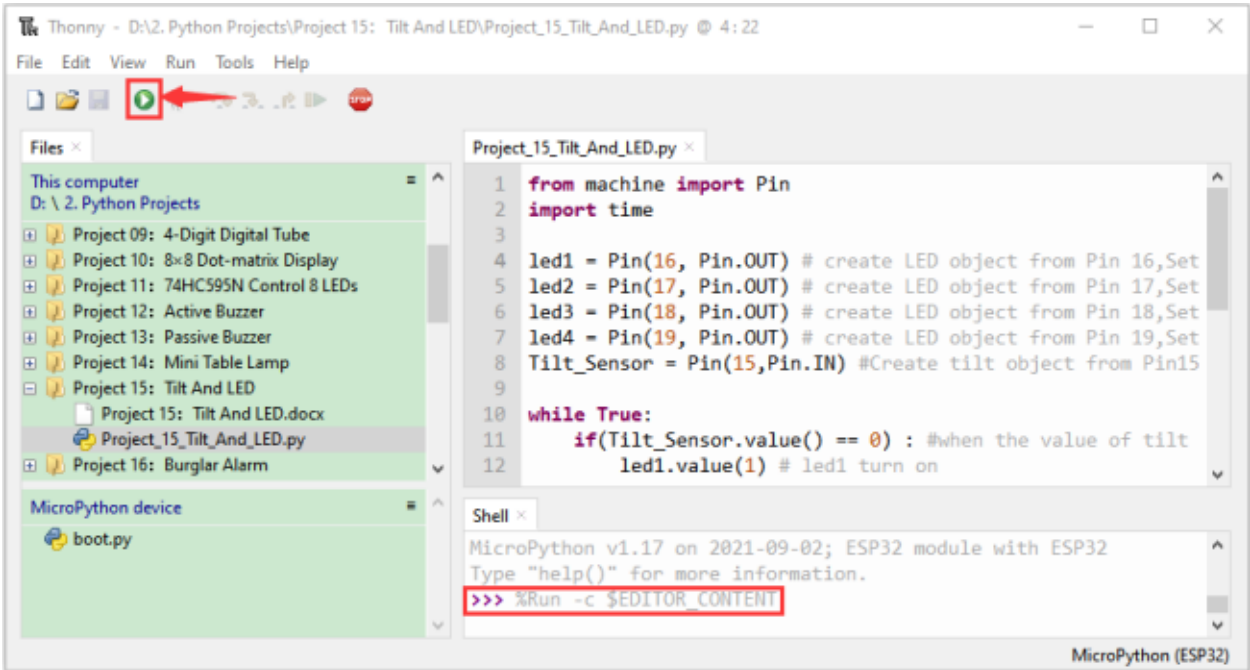 Thonny - D:\2. Python Projects\Project 15: Tilt And LED\Project_15_Tilt_And_LED.py @ 4:22
File Edit View Run Tools Help
STOP
Files
This computer
D: \ 2. Python Projects
Project 09: 4-Digit Digital Tube
Project 10: 8×8 Dot-matrix Display
Project 11: 74HC595N Control 8 LEDs
Project 12: Active Buzzer
Project 13: Passive Buzzer
Project 14: Mini Table Lamp
Project 15: Tilt And LED
Project 15: Tilt And LED.docx
Project_15_Tilt_And_LED.py
Project 16: Burglar Alarm
MicroPython device
boot.py
Project_15_Tilt_And_LED.py
1 from machine import Pin
2 import time
3
4 led1 = Pin(16, Pin.OUT) # create LED object from Pin 16,Set
5 led2 = Pin(17, Pin.OUT) # create LED object from Pin 17,Set
6 led3 = Pin(18, Pin.OUT) # create LED object from Pin 18,Set
7 led4 = Pin(19, Pin.OUT) # create LED object from Pin 19,Set
8 Tilt_Sensor = Pin(15,Pin.IN) #Create tilt object from Pin15
9
10 while True:
11 if(Tilt_Sensor.value() == 0) : #when the value of tilt
12 led1.value(1) # led1 turn on
Shell
MicroPython v1.17 on 2021-09-02; ESP32 module with ESP32
Type "help()" for more information.
>>> %Run -c $EDITOR_CONTENT
MicroPython (ESP32)